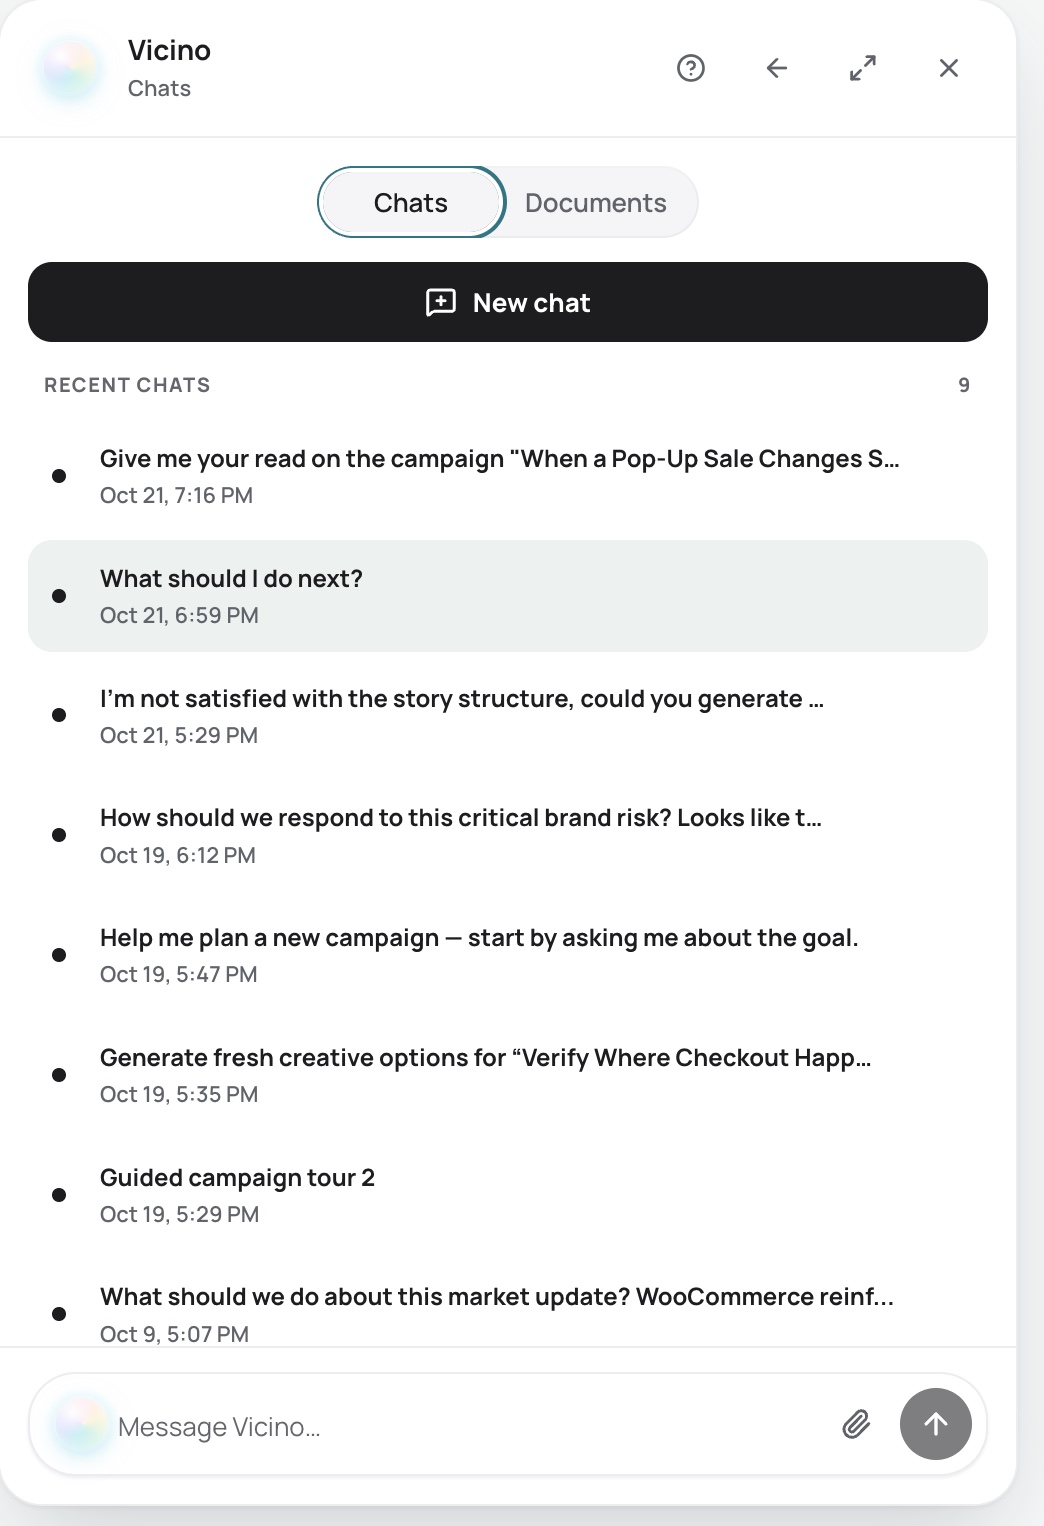 Vicino
Chats
Chats
Documents
New chat
RECENT CHATS
9
Give me your read on the campaign "When a Pop-Up Sale Changes S...
Oct 21, 7:16 PM
What should I do next?
Oct 21, 6:59 PM
I’m not satisfied with the story structure, could you generate ...
Oct 21, 5:29 PM
How should we respond to this critical brand risk? Looks like t...
Oct 19, 6:12 PM
Help me plan a new campaign — start by asking me about the goal.
Oct 19, 5:47 PM
Generate fresh creative options for “Verify Where Checkout Happ...
Oct 19, 5:35 PM
Guided campaign tour 2
Oct 19, 5:29 PM
What should we do about this market update? WooCommerce reinf...
Oct 9, 5:07 PM
Message Vicino...